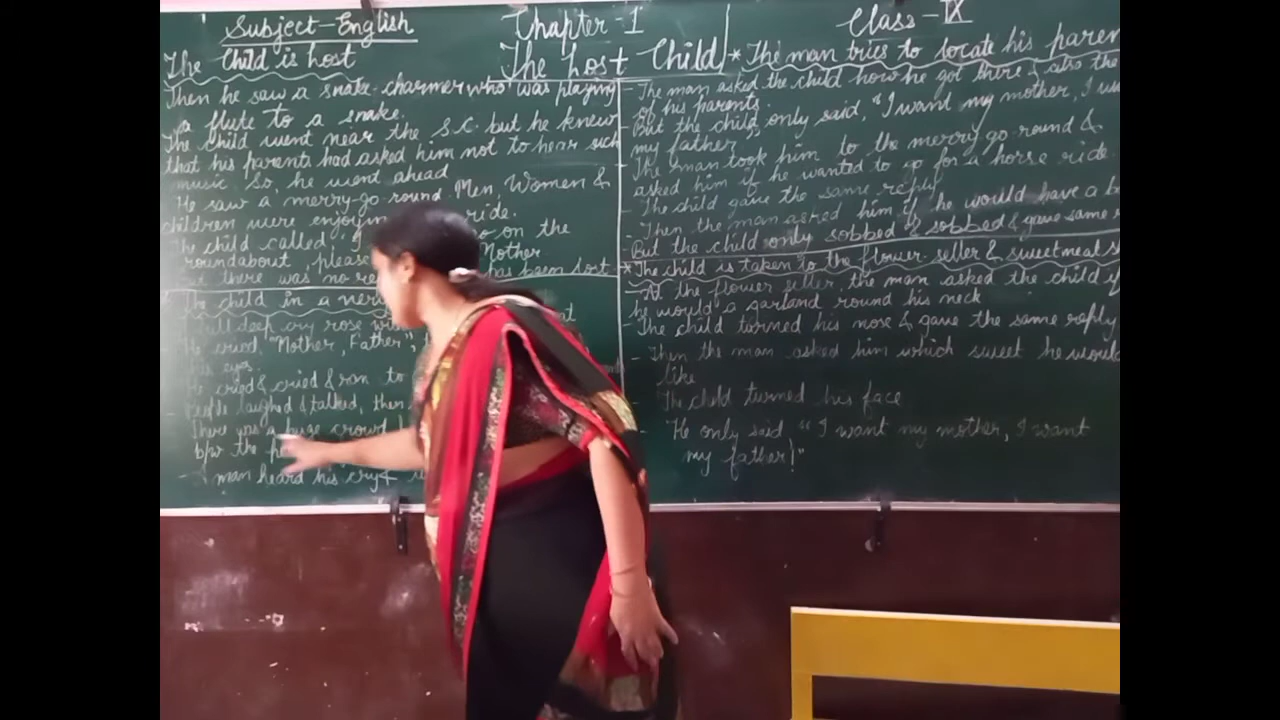 Subject-English
Chapter-1
Class-IX
The Lost Child
The Child is Lost
Then he saw a snake-charmer who was playing
a flute to a snake.
The child went near the S.C. but he knew
that his parents had asked him not to hear such
music So, he went ahead
He saw a merry-go round. Men, Women &
children were enjoying ride.
The child called, on the
roundabout please Mother
there was no has been lost
The child in a
full deep cry rose
He cried, "Mother, Father",
his eyes.
He cried & cried & ran to
People laughed & talked,
There was a huge crowd
b/w the
A man heard his cry &
* The man tries to locate his
The man asked the child how he got there & also the
of his parents.
- But the child only said, "I want my mother, I
my father"
The man took him to the merry-go-round &
asked him if he wanted to go for a horse ride.
- The child gave the same reply
- Then the man asked him if he would have a
- But the child only sobbed & sobbed & gave same
* The child is taken to the flower seller & sweetmeat
At the flower seller, the man asked the child
he would a garland round his neck
- The child turned his nose & gave the same reply
- Then the man asked him which sweet he would
like
- The child turned his face
- He only said "I want my mother, I want
my father!"